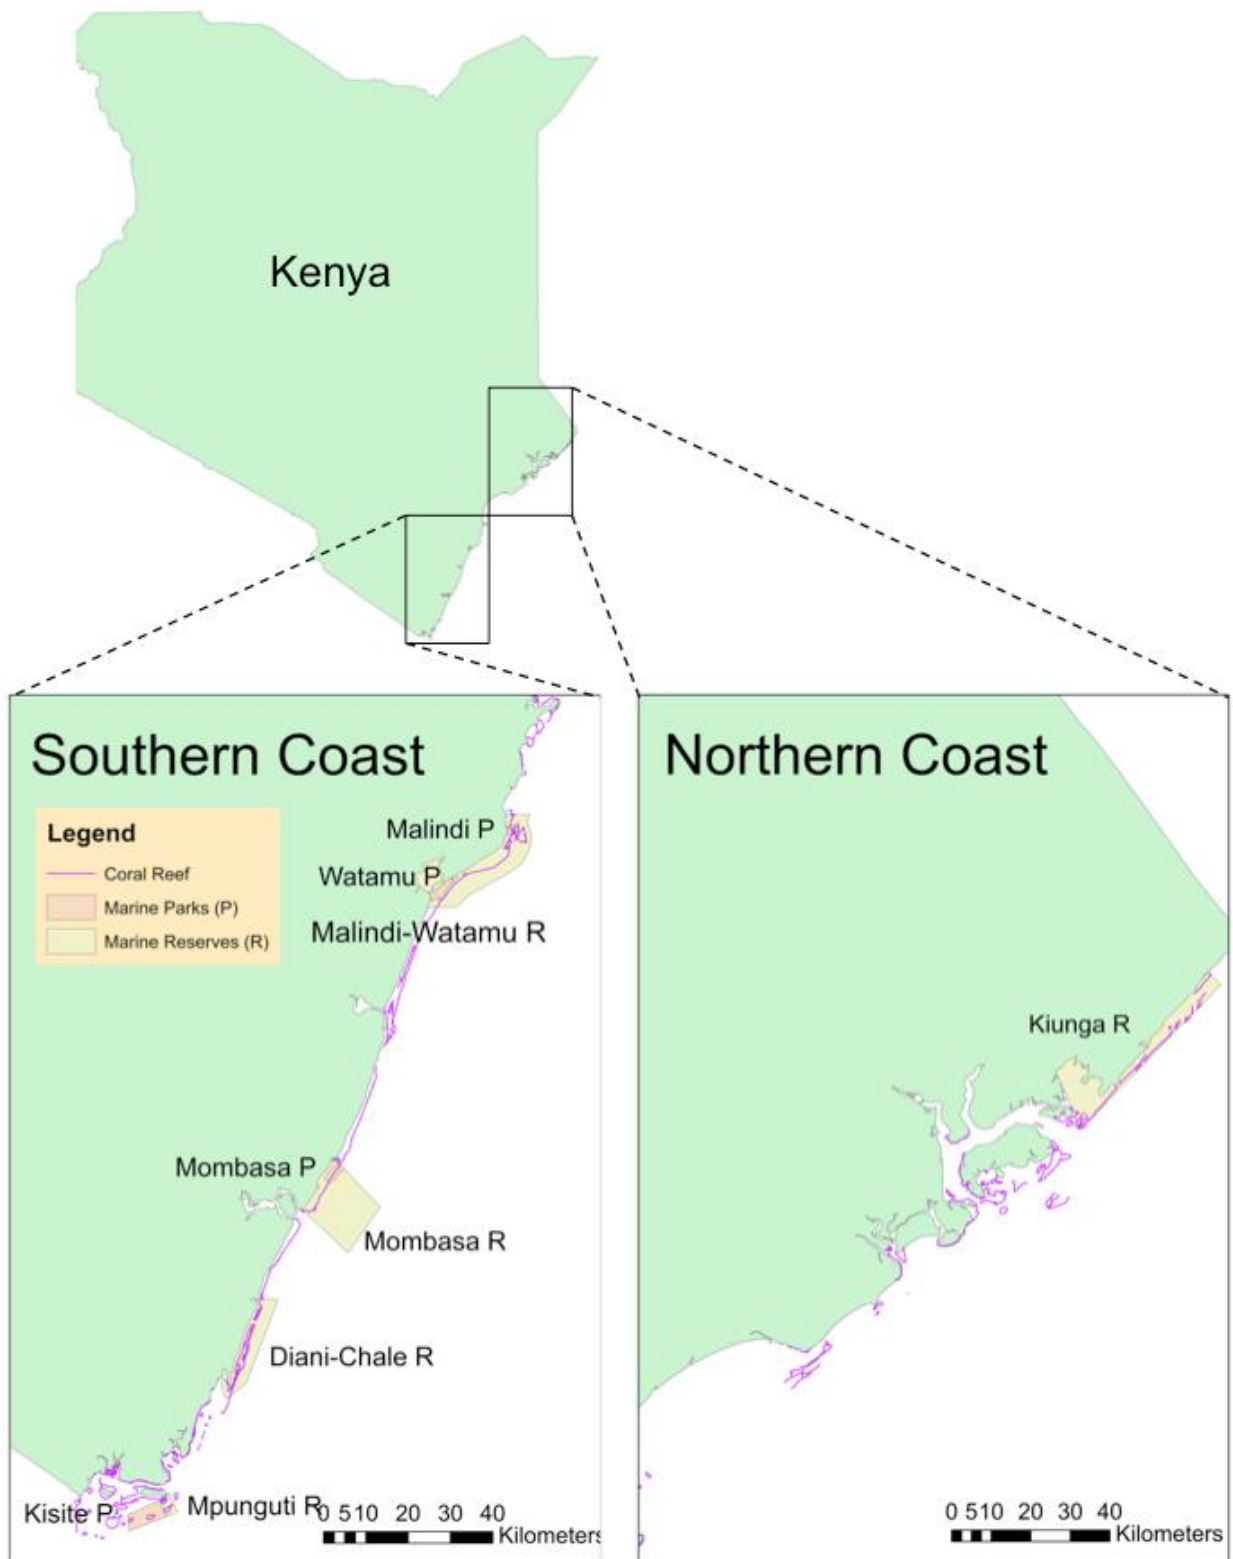 Kenya
Southern Coast
Legend
Coral Reef
Marine Parks (P)
Marine Reserves (R)
Malindi P
Watamu P
Malindi-Watamu R
Mombasa P
Mombasa R
Diani-Chale R
Kisite P
Mpunguti R
0 5 10 20 30 40
Kilometers
Northern Coast
Kiunga R
0 5 10 20 30 40
Kilometers